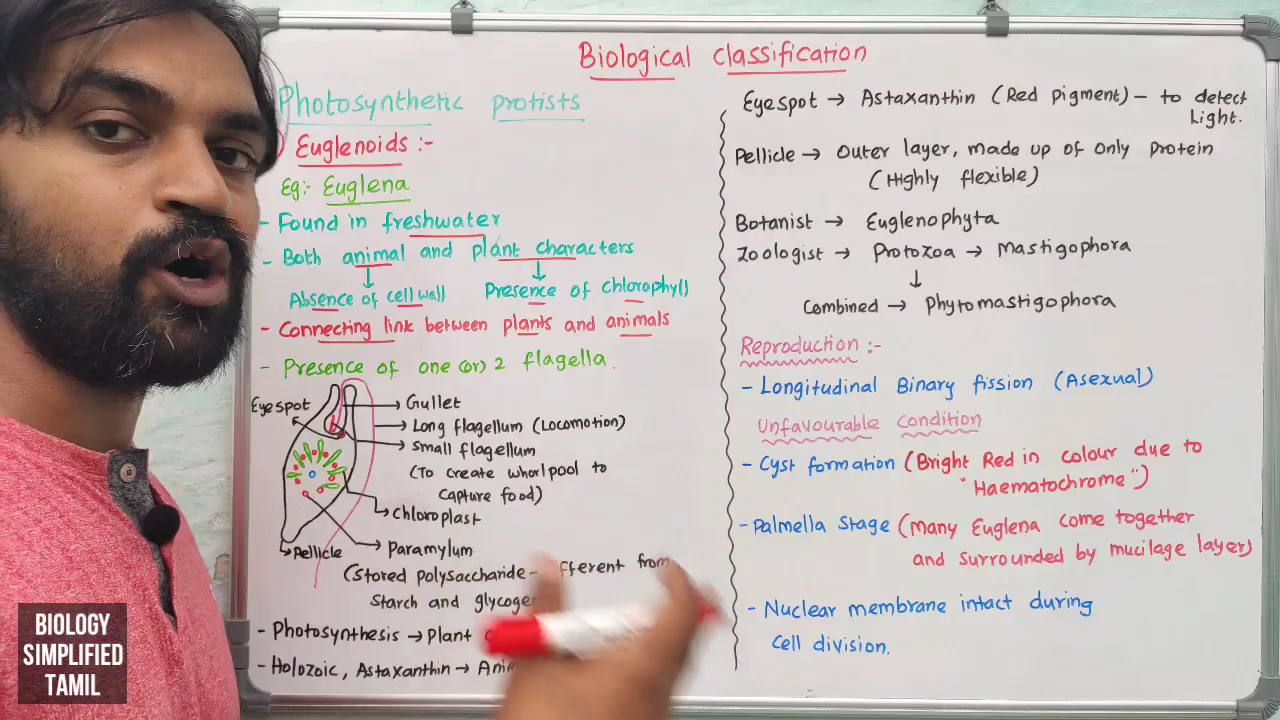 Biological classification
Photosynthetic protists
Euglenoids :-
Eg:- Euglena
- Found in freshwater
- Both animal and plant characters
Absence of cell wall
Presence of chlorophyll
- Connecting link between plants and animals
- Presence of one (or) 2 flagella.
Eyespot
→ Gullet
→ Long flagellum (Locomotion)
→ Small flagellum
(To create whorlpool to
capture food)
→ Chloroplast
→ Pellicle
→ Paramylum
(Stored polysaccharide - from
Starch and
- Photosynthesis → Plant
- Holozoic, Astaxanthin →
Eyespot → Astaxanthin (Red Pigment) - to detect
Light.
Pellicle → Outer layer, made up of only protein
(Highly flexible)
Botanist → Euglenophyta
Zoologist → Protozoa → Mastigophora
↓
Combined → Phytomastigophora
Reproduction :-
- Longitudinal Binary fission (Asexual)
Unfavourable condition
- Cyst formation (Bright Red in colour due to
"Haematochrome")
- Palmella Stage (many Euglena come together
and surrounded by mucilage layer)
- Nuclear membrane intact during
Cell division.
BIOLOGY
SIMPLIFIED
TAMIL